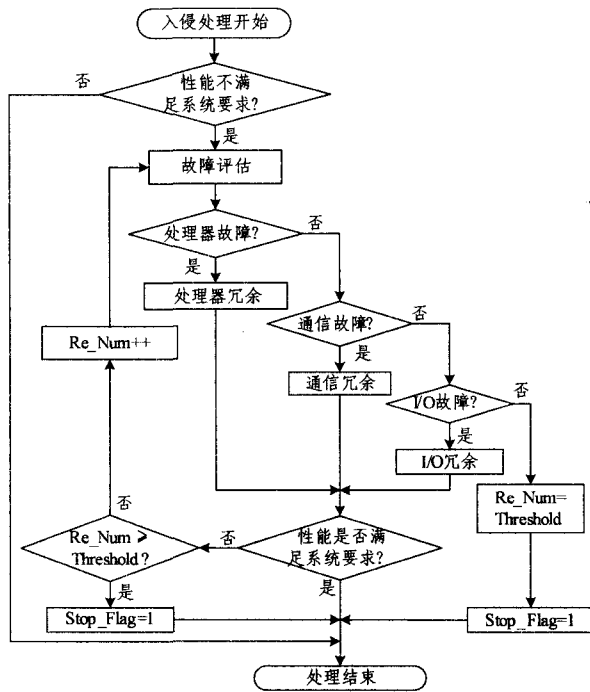 入侵处理开始
否
性能不满
足系统要求?
是
故障评估
处理器故障?
否
是
处理器冗余
通信故障?
否
Re_Num++
是
通信冗余
I/O故障?
否
是
I/O冗余
Re_Num=
Threshold
否
Re_Num≥
Threshold?
否
性能是否满
足系统要求?
是
是
Stop_Flag=1
Stop_Flag=1
处理结束